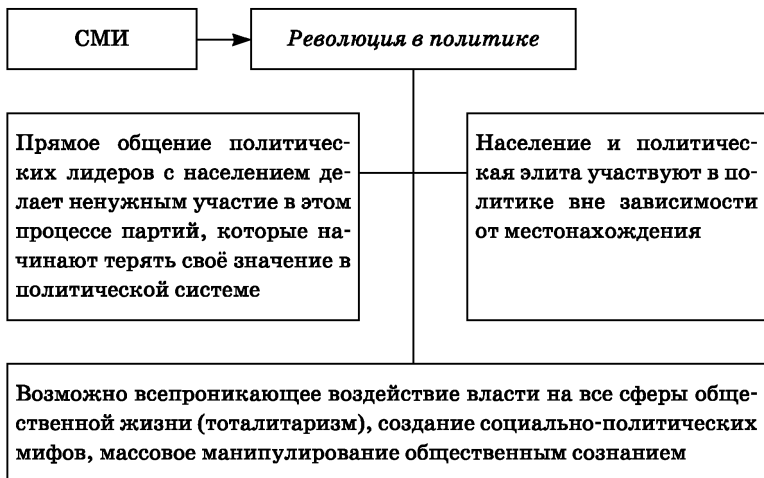 СМИ
Революция в политике
Прямое общение политичес-
ких лидеров с населением де-
лает ненужным участие в этом
процессе партий, которые на-
чинают терять своё значение в
политической системе
Население и политичес-
кая элита участвуют в по-
литике вне зависимости
от местонахождения
Возможно всепроникающее воздействие власти на все сферы обще-
ственной жизни (тоталитаризм), создание социально-политических
мифов, массовое манипулирование общественным сознанием